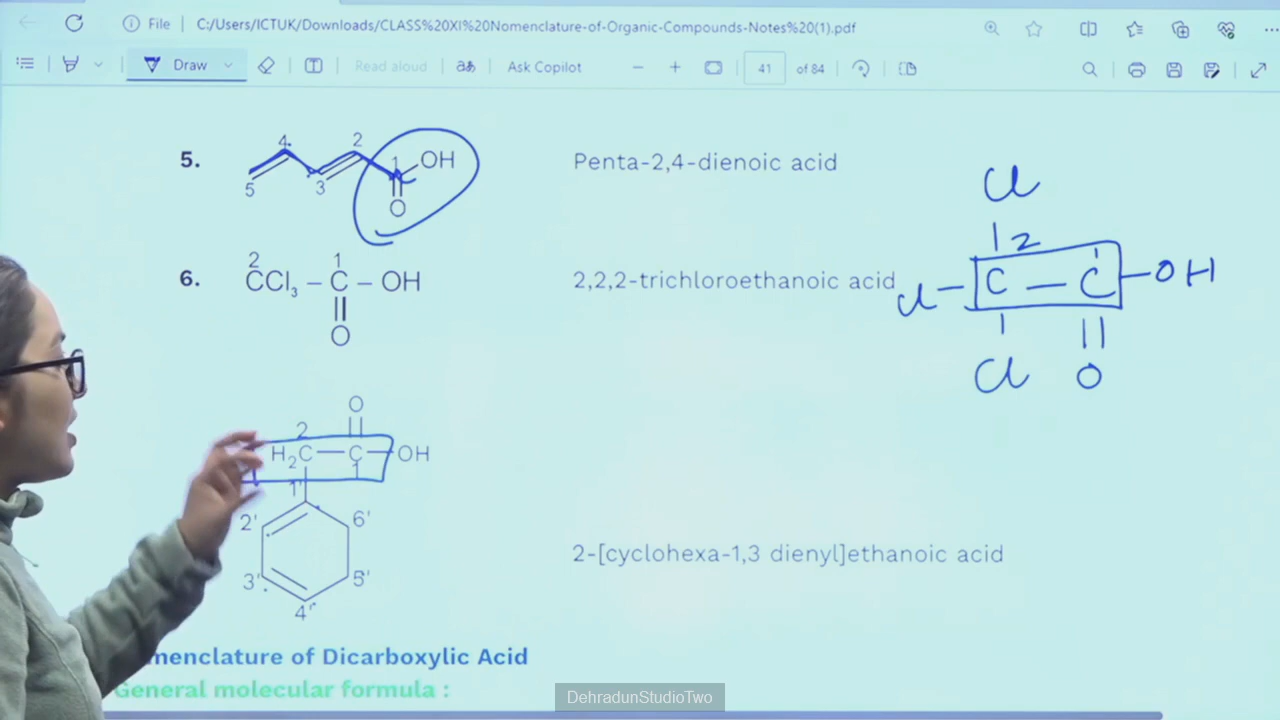 File | C:/Users/ICTUK/Downloads/CLASS%20XI%20Nomenclature-of-Organic-Compounds-Notes%20(1).pdf
Draw
Read aloud
Ask Copilot
41 of 84
5.
5 4 3 2 1 OH
O
Penta-2,4-dienoic acid
6.
2 1
CCl3 – C – OH
O
2,2,2-trichloroethanoic acid
Cl
2 1
Cl – C – C – OH
Cl O
O
2
H2C – C – OH
1
1'
2' 6'
3' 5'
4'
2-[cyclohexa-1,3 dienyl]ethanoic acid
menclature of Dicarboxylic Acid
General molecular formula :
DehradunStudioTwo